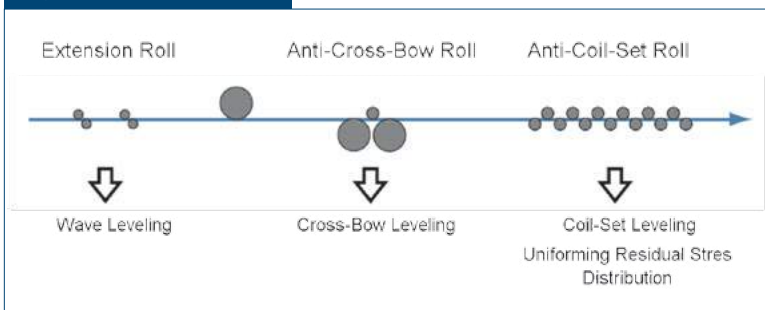 Extension Roll
Anti-Cross-Bow Roll
Anti-Coil-Set Roll
Wave Leveling
Cross-Bow Leveling
Coil-Set Leveling
Uniforming Residual Stres
Distribution